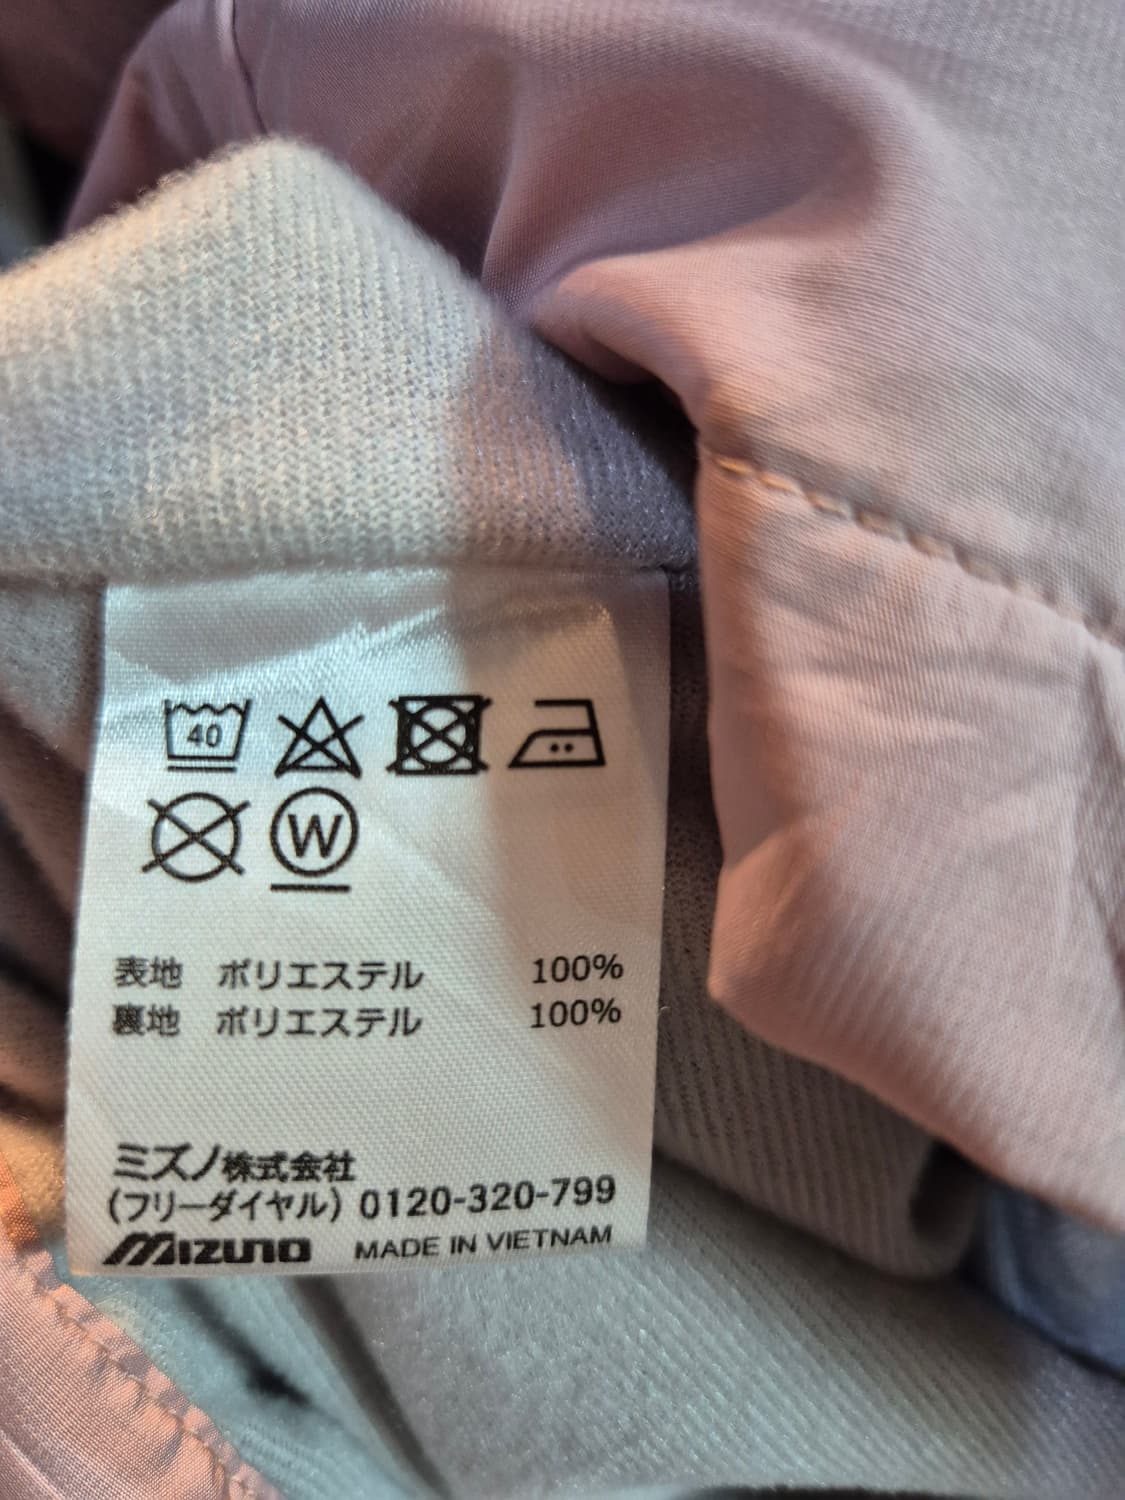 40
W
表地 ポリエステル 100%
裏地 ポリエステル 100%
ミズノ株式会社
(フリーダイヤル) 0120-320-799
MIZUNO MADE IN VIETNAM